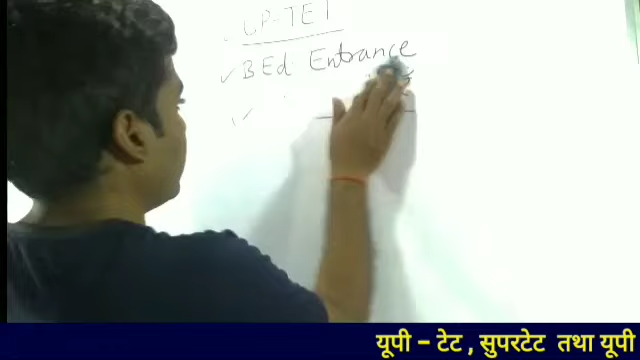 UP-TET
✓ BEd Entrance
✓
यूपी – टेट , सुपरटेट तथा यूपी